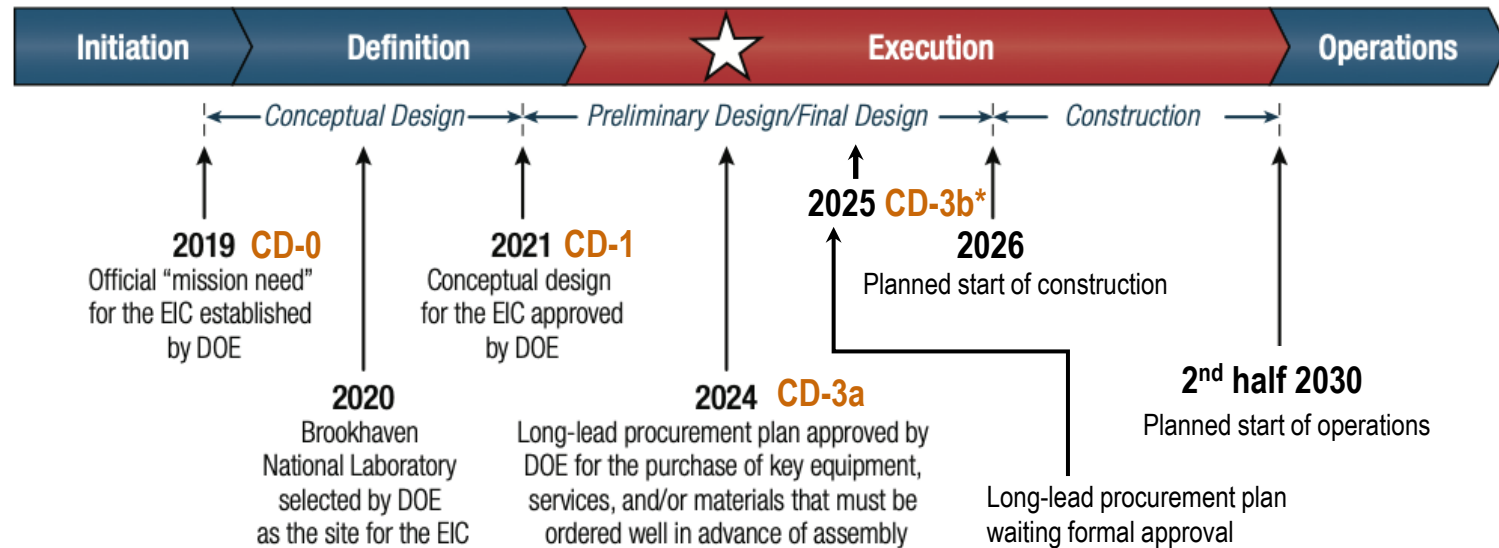 Initiation
Definition
Execution
Operations
Conceptual Design
Preliminary Design/Final Design
Construction
2019 CD-0
Official “mission need”
for the EIC established
by DOE
2020
Brookhaven
National Laboratory
selected by DOE
as the site for the EIC
2021 CD-1
Conceptual design
for the EIC approved
by DOE
2024 CD-3a
Long-lead procurement plan approved by
DOE for the purchase of key equipment,
services, and/or materials that must be
ordered well in advance of assembly
2025 CD-3b*
Long-lead procurement plan
waiting formal approval
2026
Planned start of construction
2nd half 2030
Planned start of operations